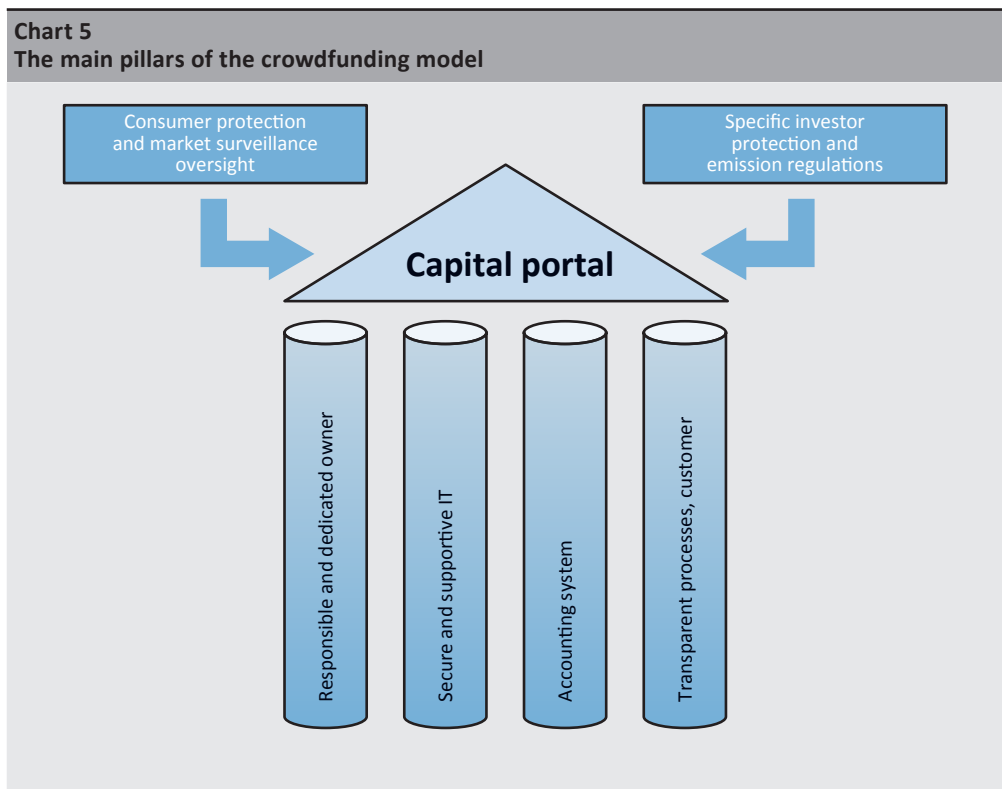 Chart 5
The main pillars of the crowdfunding model
Consumer protection
and market surveillance
oversight
Specific investor
protection and
emission regulations
Capital portal
Responsible and dedicated owner
Secure and supportive IT
Accounting system
Transparent processes, customer